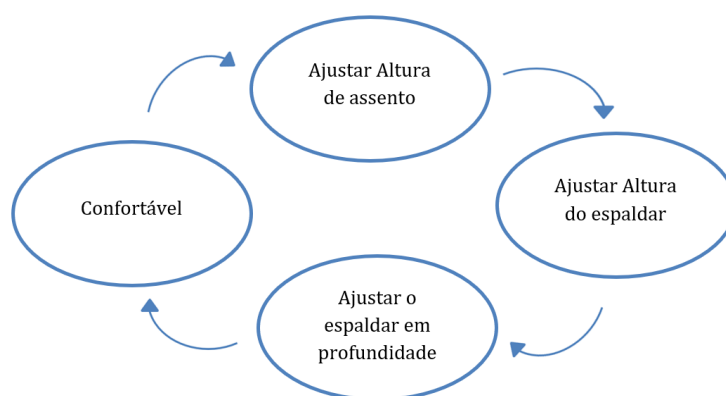 Ajustar Altura
de assento
Ajustar Altura
do espaldar
Ajustar o
espaldar em
profundidade
Confortável